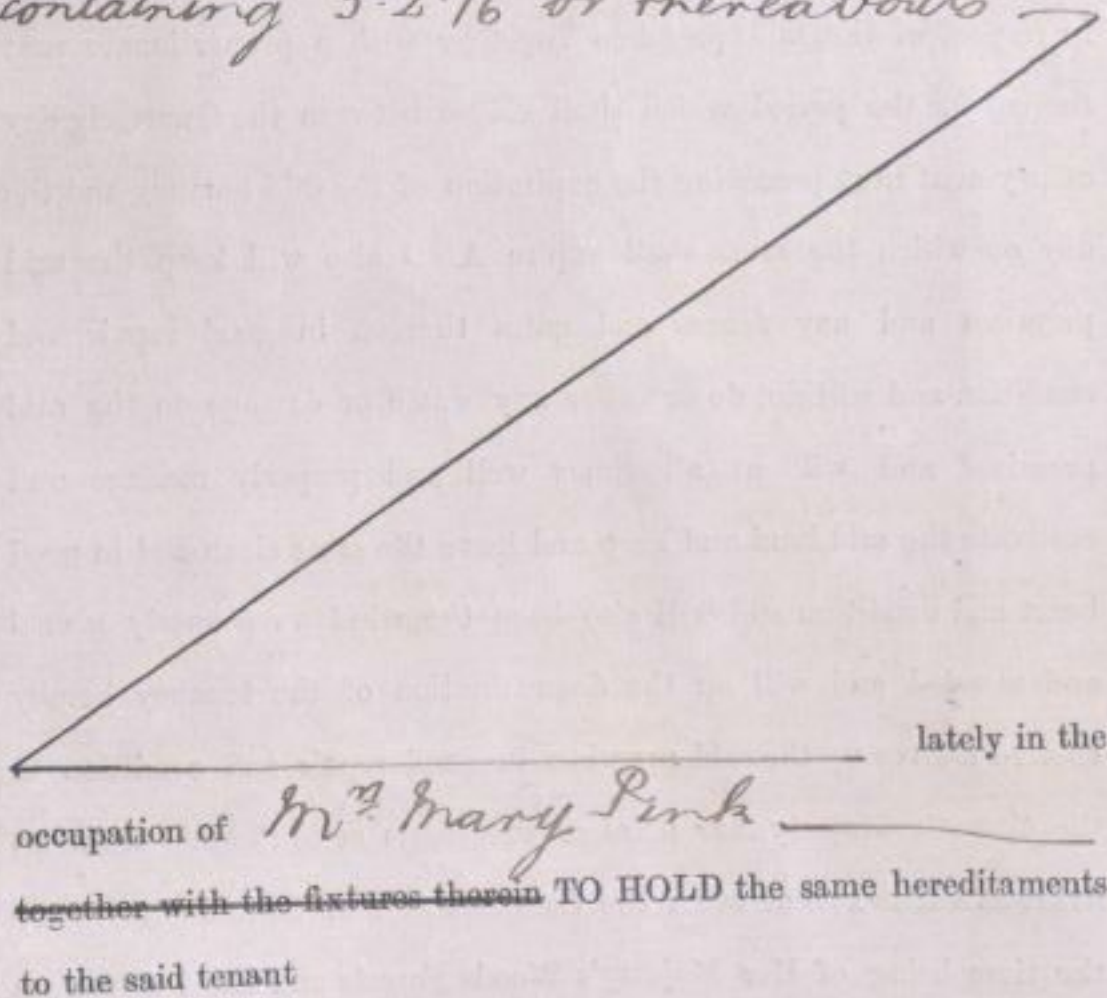 containing 3-2-16 or thereabouts
lately in the
occupation of Mrs. Mary Pink
together with the fixtures therein TO HOLD the same hereditaments
to the said tenant